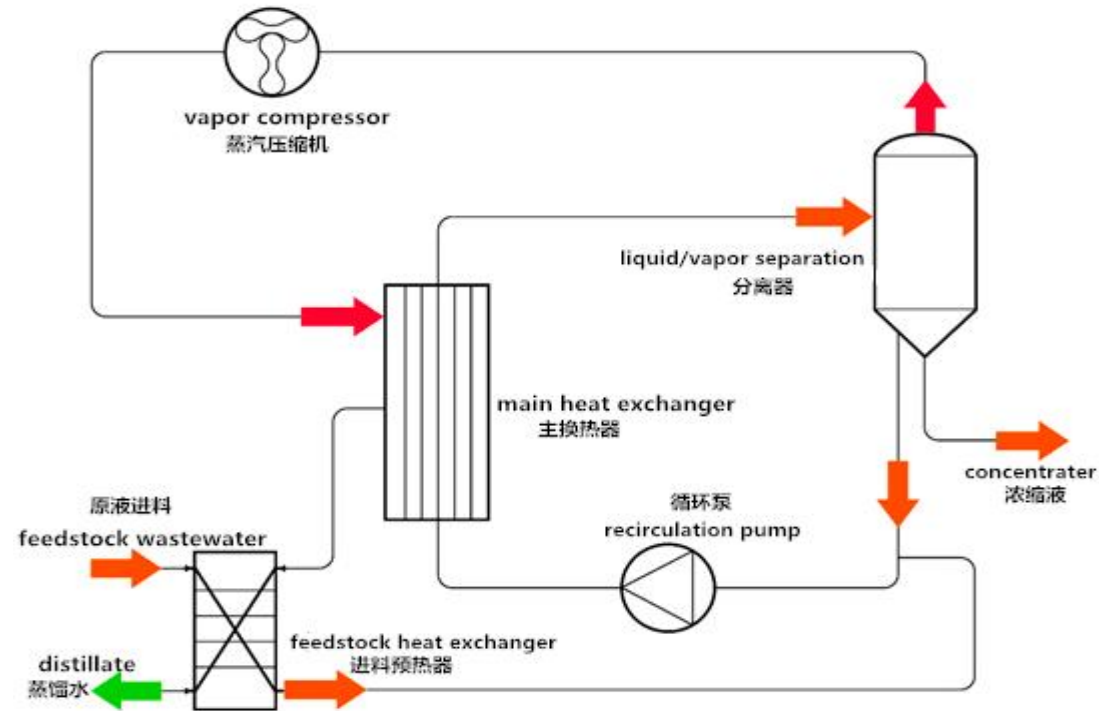 vapor compressor
蒸汽压缩机
liquid/vapor separation
分离器
main heat exchanger
主换热器
concentrater
浓缩液
原液进料
feedstock wastewater
循环泵
recirculation pump
feedstock heat exchanger
进料预热器
distillate
蒸馏水